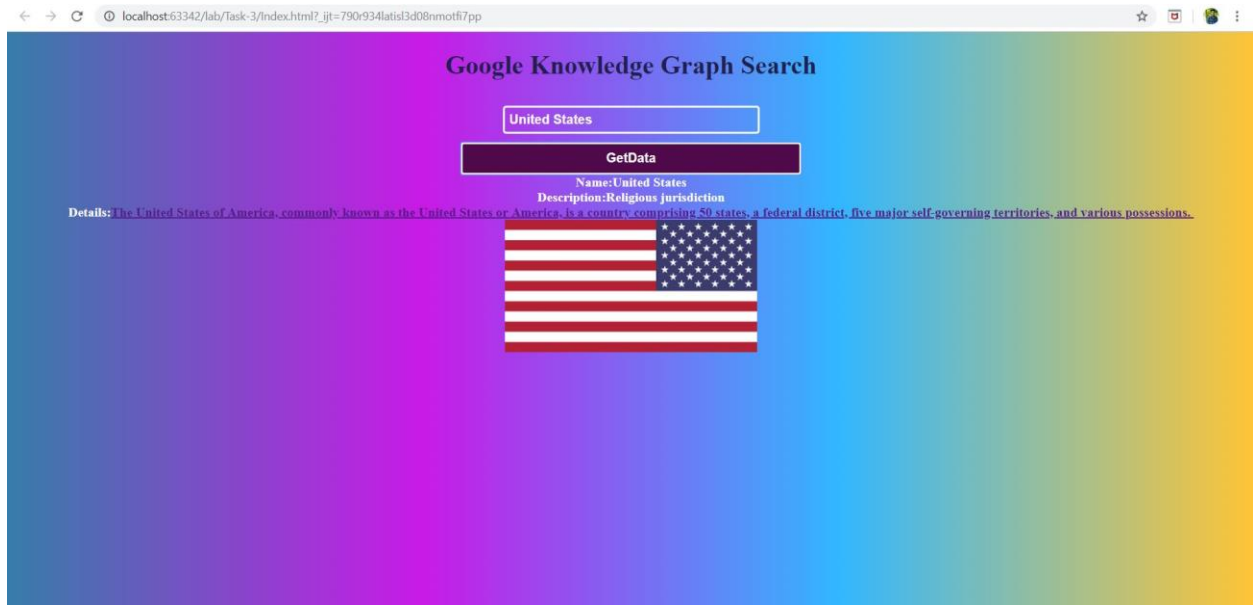 localhost:63342/lab/Task-3/Index.html?_ijt=790r934latisl3d08nmotfi7pp
Google Knowledge Graph Search
United States
GetData
Name:United States
Description:Religious jurisdiction
Details:The United States of America, commonly known as the United States or America, is a country comprising 50 states, a federal district, five major self-governing territories, and various possessions.